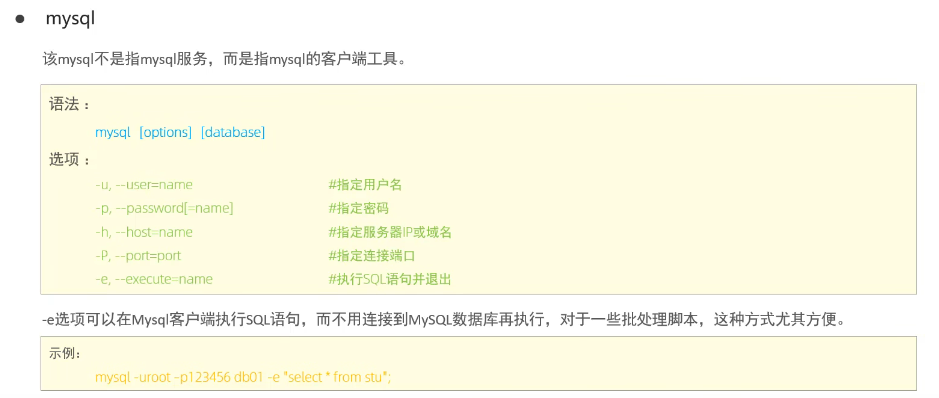 ● mysql
该mysql不是指mysql服务，而是指mysql的客户端工具。
语法：
mysql [options] [database]
选项：
-u, --user=name #指定用户名
-p, --password[=name] #指定密码
-h, --host=name #指定服务器IP或域名
-P, --port=port #指定连接端口
-e, --execute=name #执行SQL语句并退出
-e选项可以在Mysql客户端执行SQL语句，而不用连接到MySQL数据库再执行，对于一些批处理脚本，这种方式尤其方便。
示例：
mysql -uroot -p123456 db01 -e "select * from stu";